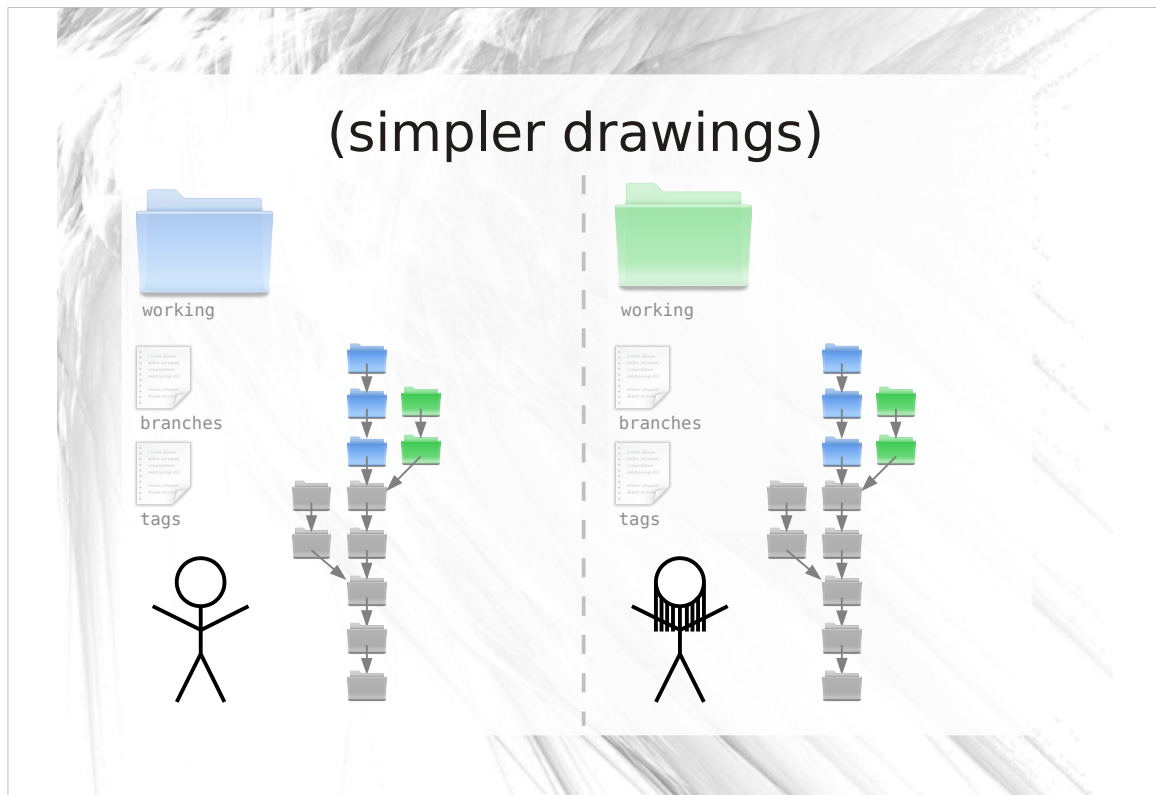 (simpler drawings)
working
branches
tags
working
branches
tags